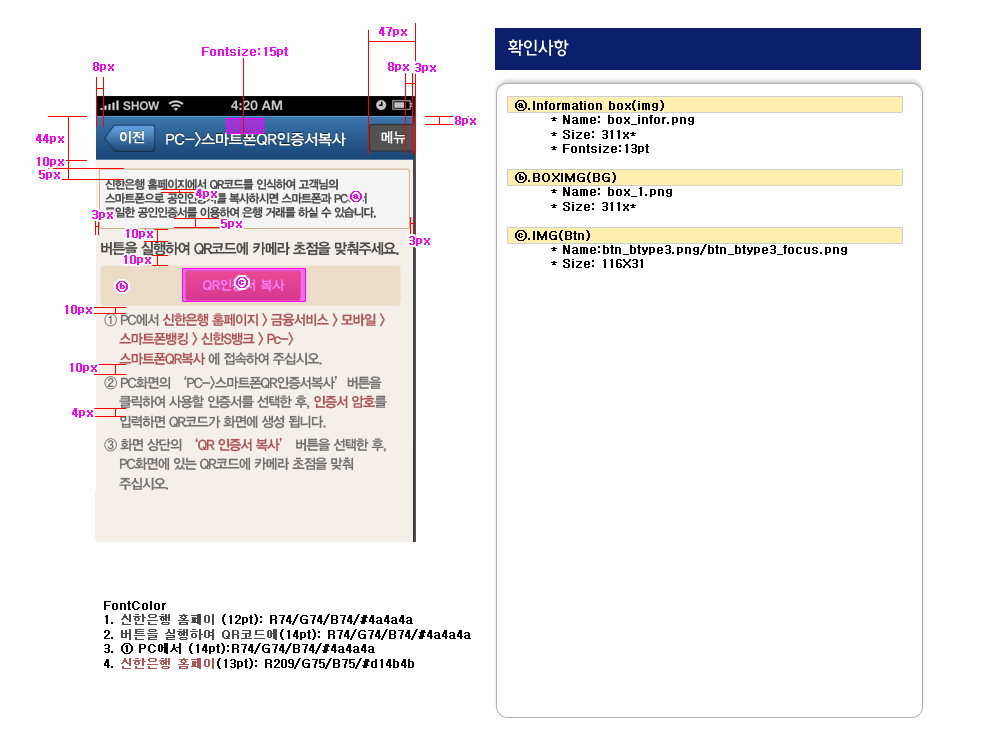 47px
Fontsize:15pt
8px
8px
3px
SHOW
4:20 AM
8px
44px
이전
PC->스마트폰QR인증서복사
메뉴
10px
5px
신한은행 홈페이지에서 QR코드를 인식하여 고객님의
4px
스마트폰으로 공인인증서를 복사하시면 스마트폰과 PC
ⓐ
동일한 공인인증서를 이용하여 은행 거래를 하실 수 있습니다.
3px
5px
10px
3px
버튼을 실행하여 QR코드에 카메라 초점을 맞춰주세요.
10px
ⓑ
QR인증서 복사
ⓒ
10px
① PC에서 신한은행 홈페이지 > 금융서비스 > 모바일 >
스마트폰뱅킹 > 신한S뱅크 > Pc->
스마트폰QR복사 에 접속하여 주십시오.
10px
② PC화면의 ‘PC->스마트폰QR인증서복사’ 버튼을
클릭하여 사용할 인증서를 선택한 후, 인증서 암호를
4px
입력하면 QR코드가 화면에 생성 됩니다.
③ 화면 상단의 ‘QR 인증서 복사’ 버튼을 선택한 후,
PC화면에 있는 QR코드에 카메라 초점을 맞춰
주십시오.
FontColor
1. 신한은행 홈페이 (12pt): R74/G74/B74/#4a4a4a
2. 버튼을 실행하여 QR코드에(14pt): R74/G74/B74/#4a4a4a
3. ① PC에서 (14pt):R74/G74/B74/#4a4a4a
4. 신한은행 홈페이(13pt): R209/G75/B75/#d14b4b
확인사항
ⓐ.Information box(img)
* Name: box_infor.png
* Size: 311x*
* Fontsize:13pt
ⓑ.BOXIMG(BG)
* Name: box_1.png
* Size: 311x*
ⓒ.IMG(Btn)
* Name:btn_btype3.png/btn_btype3_focus.png
* Size: 116X31